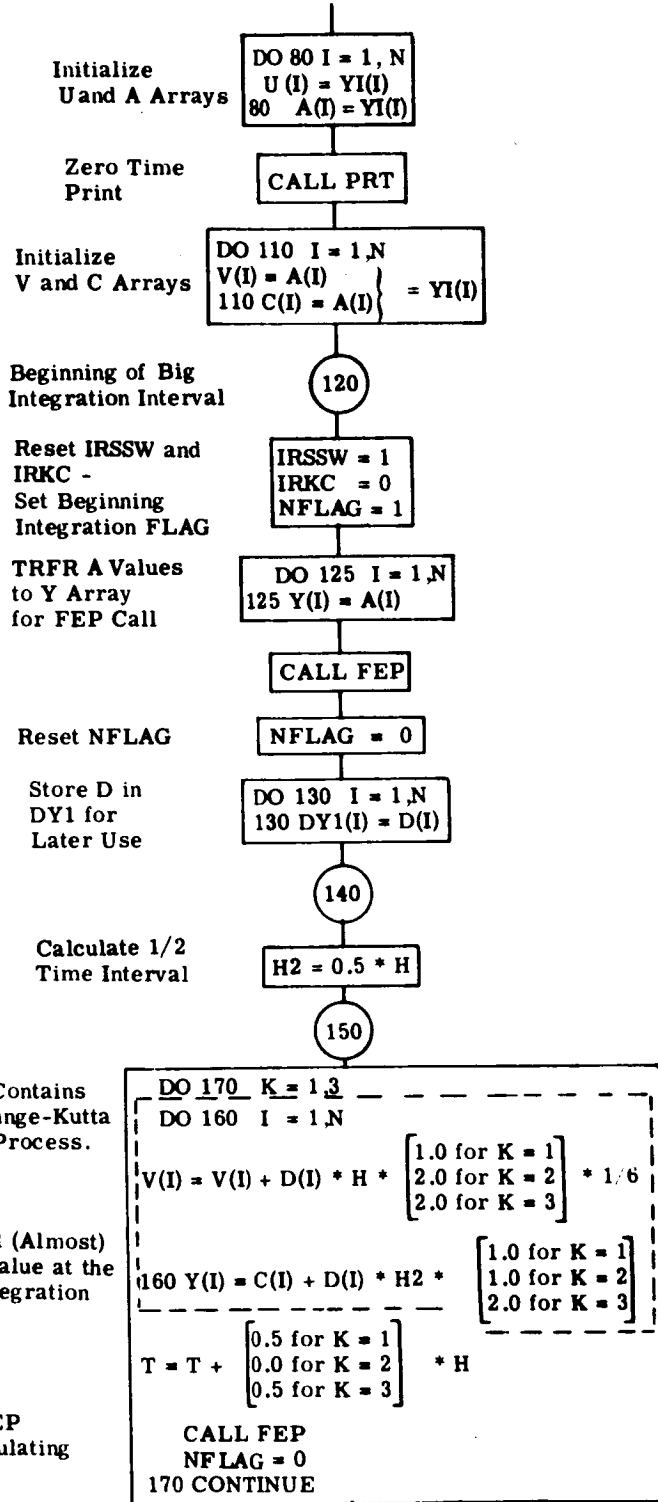 Initialize
U and A Arrays
DO 80 I = 1, N
U (I) = YI(I)
80 A(I) = YI(I)
Zero Time
Print
CALL PRT
Initialize
V and C Arrays
DO 110 I = 1,N
V(I) = A(I)
110 C(I) = A(I)
} = YI(I)
Beginning of Big
Integration Interval
120
Reset IRSSW and
IRKC -
Set Beginning
Integration FLAG
IRSSW = 1
IRKC = 0
NFLAG = 1
TRFR A Values
to Y Array
for FEP Call
DO 125 I = 1,N
125 Y(I) = A(I)
CALL FEP
Reset NFLAG
NFLAG = 0
Store D in
DY1 for
Later Use
DO 130 I = 1,N
130 DY1(I) = D(I)
140
Calculate 1/2
Time Interval
H2 = 0.5 * H
150
Contains
nge-Kutta
Process.
DO 170 K = 1,3
DO 160 I = 1,N
V(I) = V(I) + D(I) * H * [1.0 for K = 1]
[2.0 for K = 2] * 1/6
[2.0 for K = 3]
(Almost)
alue at the
egration
160 Y(I) = C(I) + D(I) * H2 * [1.0 for K = 1]
[1.0 for K = 2]
[2.0 for K = 3]
T = T + [0.5 for K = 1]
[0.0 for K = 2] * H
[0.5 for K = 3]
EP
ulating
CALL FEP
NFLAG = 0
170 CONTINUE